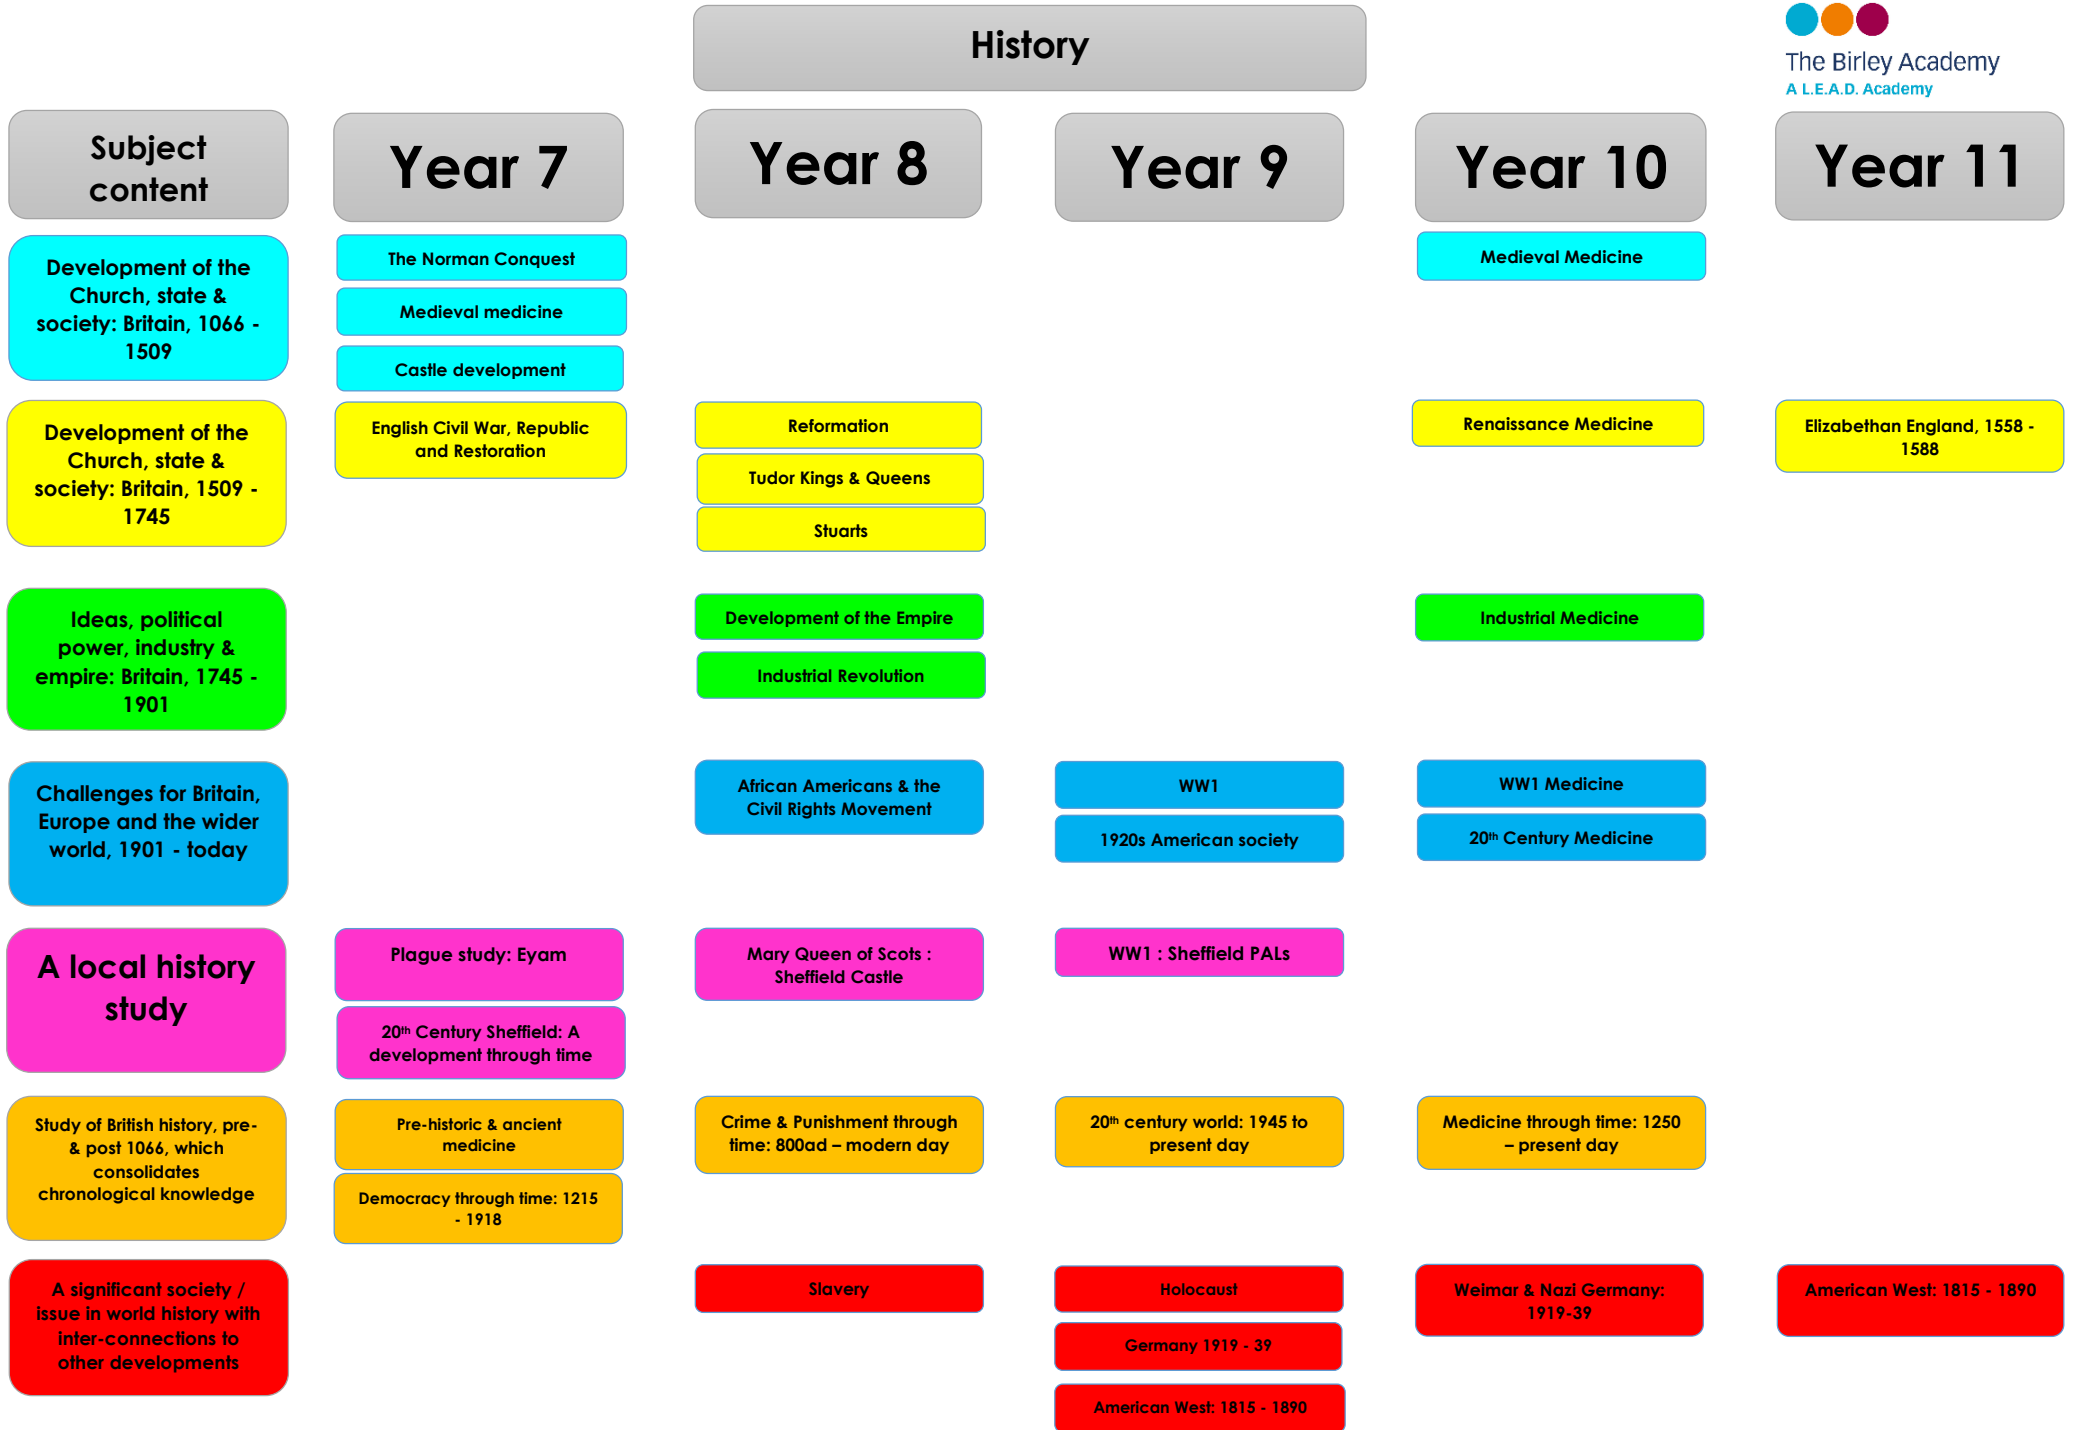 History
The Birley Academy
A L.E.A.D. Academy
Subject
content
Year 7
Year 8
Year 9
Year 10
Year 11
Development of the
Church, state &
society: Britain, 1066 -
1509
The Norman Conquest
Medieval medicine
Castle development
Medieval Medicine
Development of the
Church, state &
society: Britain, 1509 -
1745
English Civil War, Republic
and Restoration
Reformation
Tudor Kings & Queens
Stuarts
Renaissance Medicine
Elizabethan England, 1558 -
1588
Ideas, political
power, industry &
empire: Britain, 1745 -
1901
Development of the Empire
Industrial Revolution
Industrial Medicine
Challenges for Britain,
Europe and the wider
world, 1901 - today
African Americans & the
Civil Rights Movement
WW1
1920s American society
WW1 Medicine
20th Century Medicine
A local history
study
Plague study: Eyam
20th Century Sheffield: A
development through time
Mary Queen of Scots :
Sheffield Castle
WW1 : Sheffield PALs
Study of British history, pre-
& post 1066, which
consolidates
chronological knowledge
Pre-historic & ancient
medicine
Democracy through time: 1215
- 1918
Crime & Punishment through
time: 800ad – modern day
20th century world: 1945 to
present day
Medicine through time: 1250
– present day
A significant society /
issue in world history with
inter-connections to
other developments
Slavery
Holocaust
Germany 1919 - 39
American West: 1815 - 1890
Weimar & Nazi Germany:
1919-39
American West: 1815 - 1890